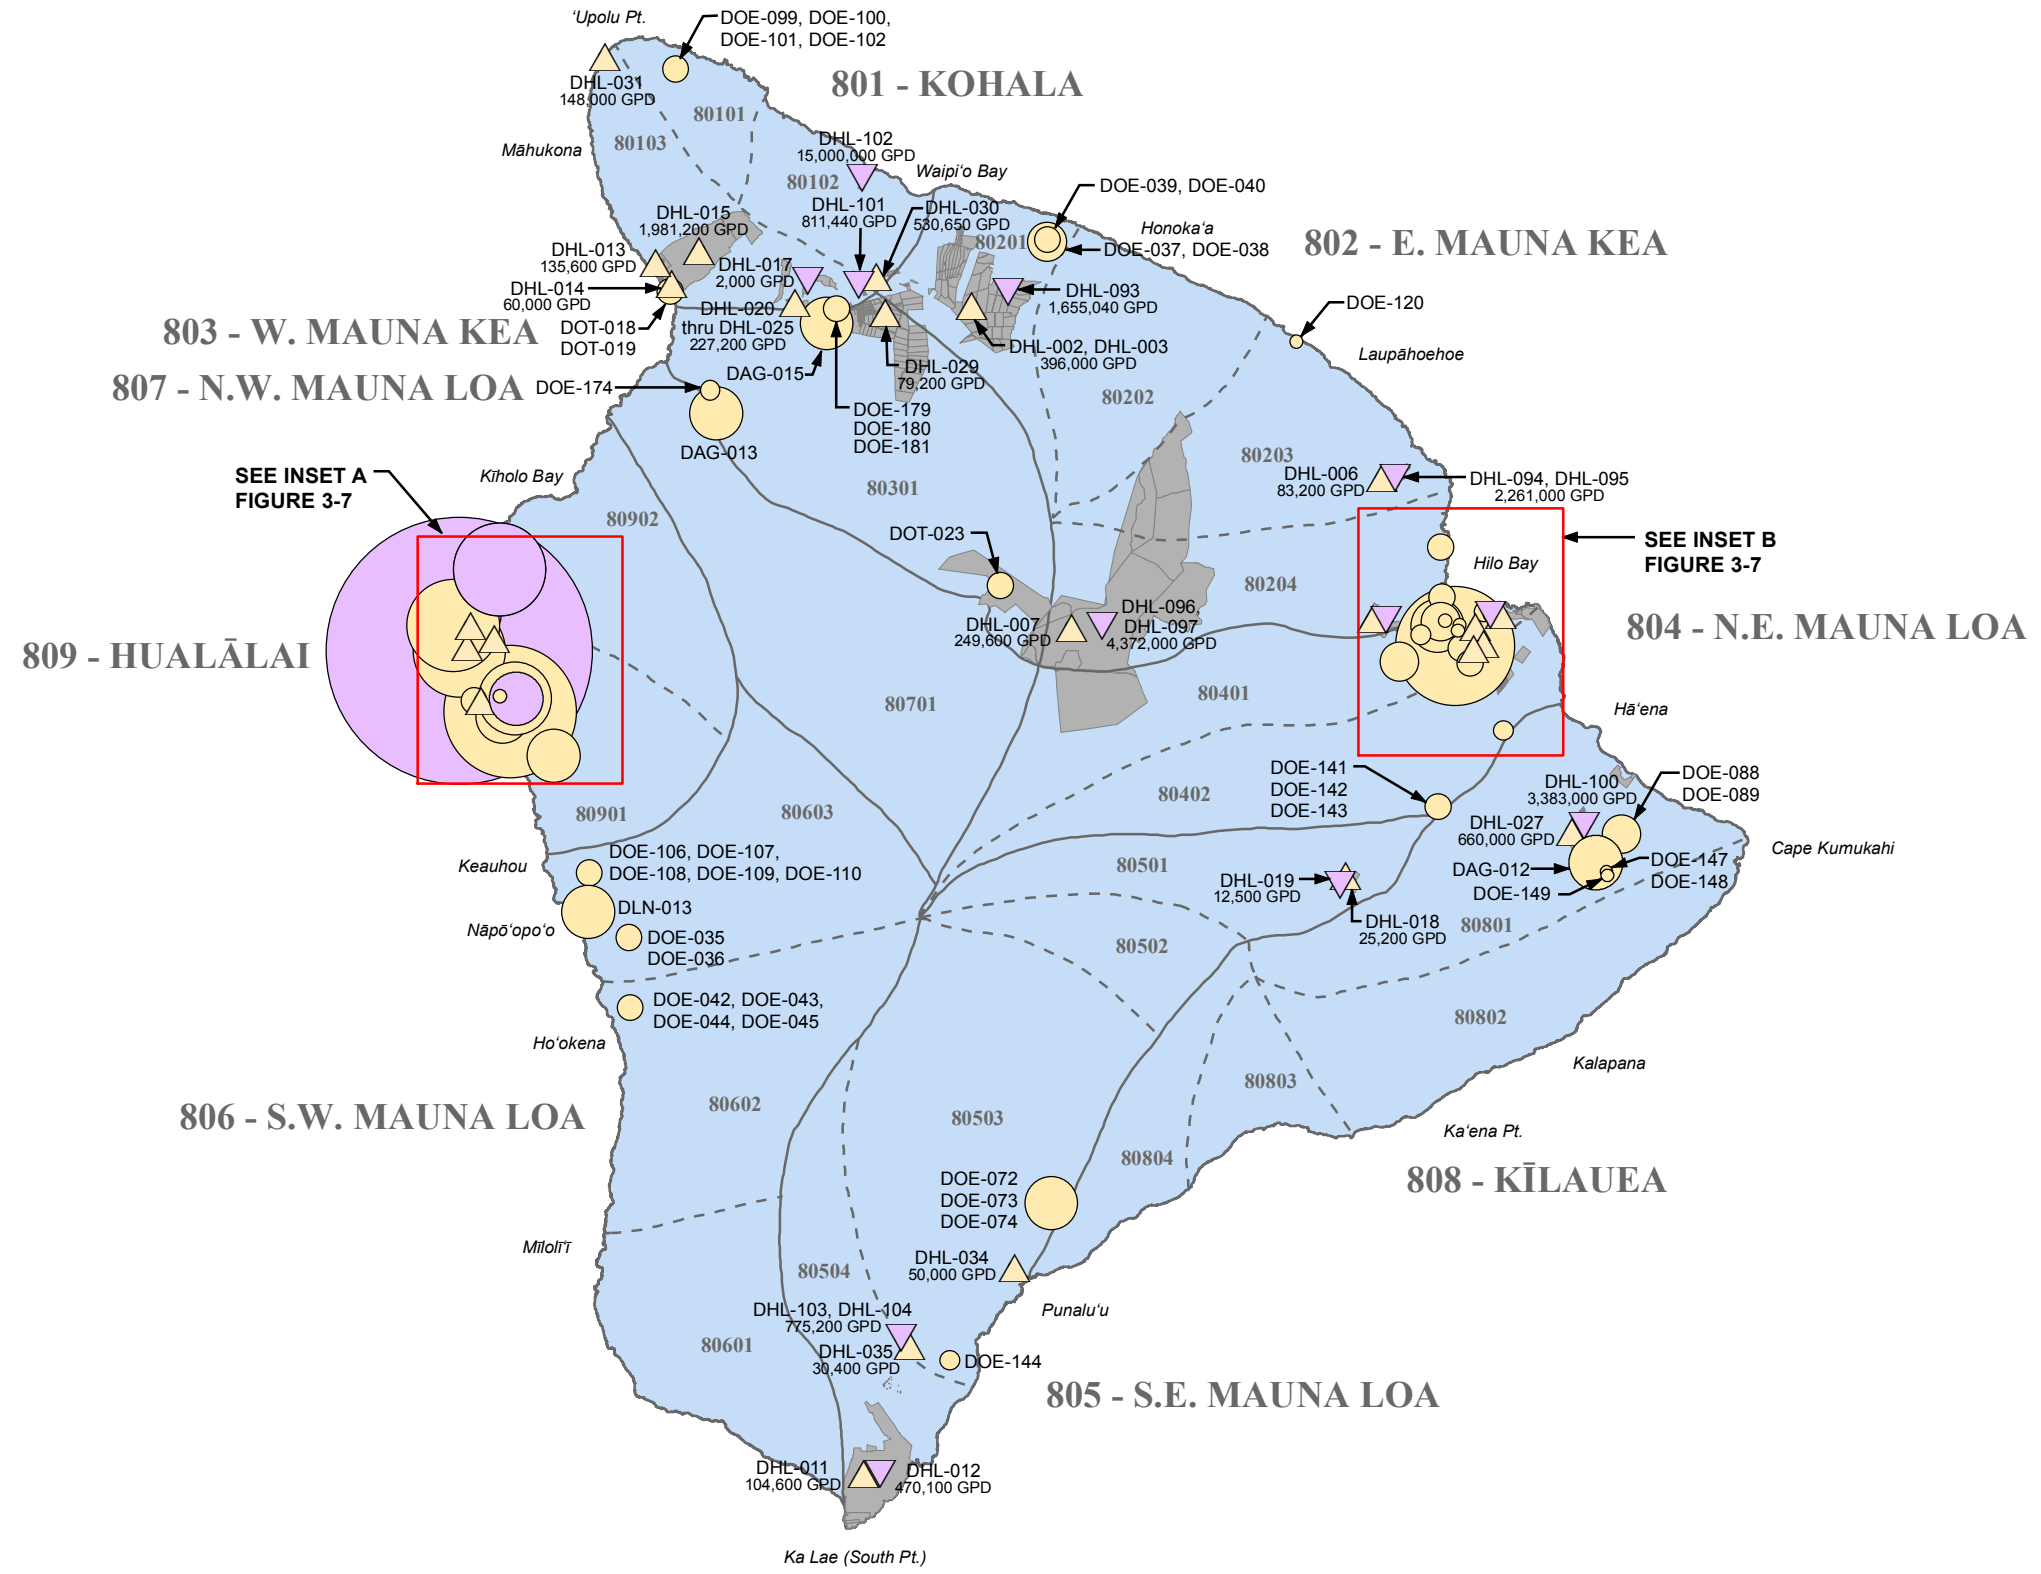 ʻUpolu Pt.
DOE-099, DOE-100,
DOE-101, DOE-102
801 - KOHALA
DHL-031
148,000 GPD
80101
80103
Māhukona
DHL-102
15,000,000 GPD
Waipiʻo Bay
80102
DOE-039, DOE-040
DHL-101
811,440 GPD
DHL-030
530,650 GPD
DHL-015
1,981,200 GPD
Honokaʻa
80201
DOE-037, DOE-038
802 - E. MAUNA KEA
DHL-013
135,600 GPD
DHL-017
2,000 GPD
DHL-014
60,000 GPD
DHL-093
1,655,040 GPD
DOE-120
DHL-020
thru DHL-025
227,200 GPD
803 - W. MAUNA KEA
DOT-018
DOT-019
DHL-002, DHL-003
396,000 GPD
Laupāhoehoe
DHL-029
79,200 GPD
DAG-015
807 - N.W. MAUNA LOA
DOE-174
80202
DOE-179
DOE-180
DOE-181
DAG-013
80203
SEE INSET A
FIGURE 3-7
Kīholo Bay
80301
DHL-006
83,200 GPD
DHL-094, DHL-095
2,261,000 GPD
80902
DOT-023
SEE INSET B
FIGURE 3-7
Hilo Bay
80204
DHL-096,
DHL-097
4,372,000 GPD
DHL-007
249,600 GPD
804 - N.E. MAUNA LOA
809 - HUALĀLAI
80701
80401
Hāʻena
DOE-141
DOE-142
DOE-143
80402
DHL-100
3,383,000 GPD
DOE-088
DOE-089
80901
80603
DHL-027
660,000 GPD
Cape Kumukahi
Keauhou
DOE-106, DOE-107,
DOE-108, DOE-109, DOE-110
80501
DAG-012
DOE-147
DOE-148
DOE-149
DHL-019
12,500 GPD
DLN-013
DHL-018
25,200 GPD
80801
Nāpōʻopoʻo
DOE-035
DOE-036
80502
DOE-042, DOE-043,
DOE-044, DOE-045
80802
Hoʻokena
Kalapana
80803
80602
80503
806 - S.W. MAUNA LOA
Kaʻena Pt.
80804
808 - KĪLAUEA
DOE-072
DOE-073
DOE-074
Mīloliʻī
80504
DHL-034
50,000 GPD
DHL-103, DHL-104
775,200 GPD
Punaluʻu
80601
DHL-035
30,400 GPD
DOE-144
805 - S.E. MAUNA LOA
DHL-011
104,600 GPD
DHL-012
470,100 GPD
Ka Lae (South Pt.)